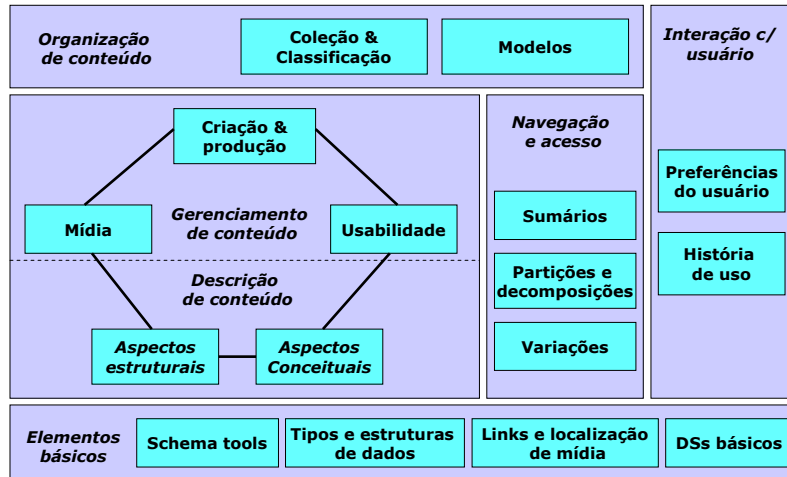 Organização
de conteúdo
Coleção &
Classificação
Modelos
Interação c/
usuário
Criação &
produção
Navegação
e acesso
Preferências
do usuário
Mídia
Gerenciamento
de conteúdo
Usabilidade
Sumários
História
de uso
Descrição
de conteúdo
Partições e
decomposições
Aspectos
estruturais
Aspectos
Conceituais
Variações
Elementos
básicos
Schema tools
Tipos e estruturas
de dados
Links e localização
de mídia
DSs básicos